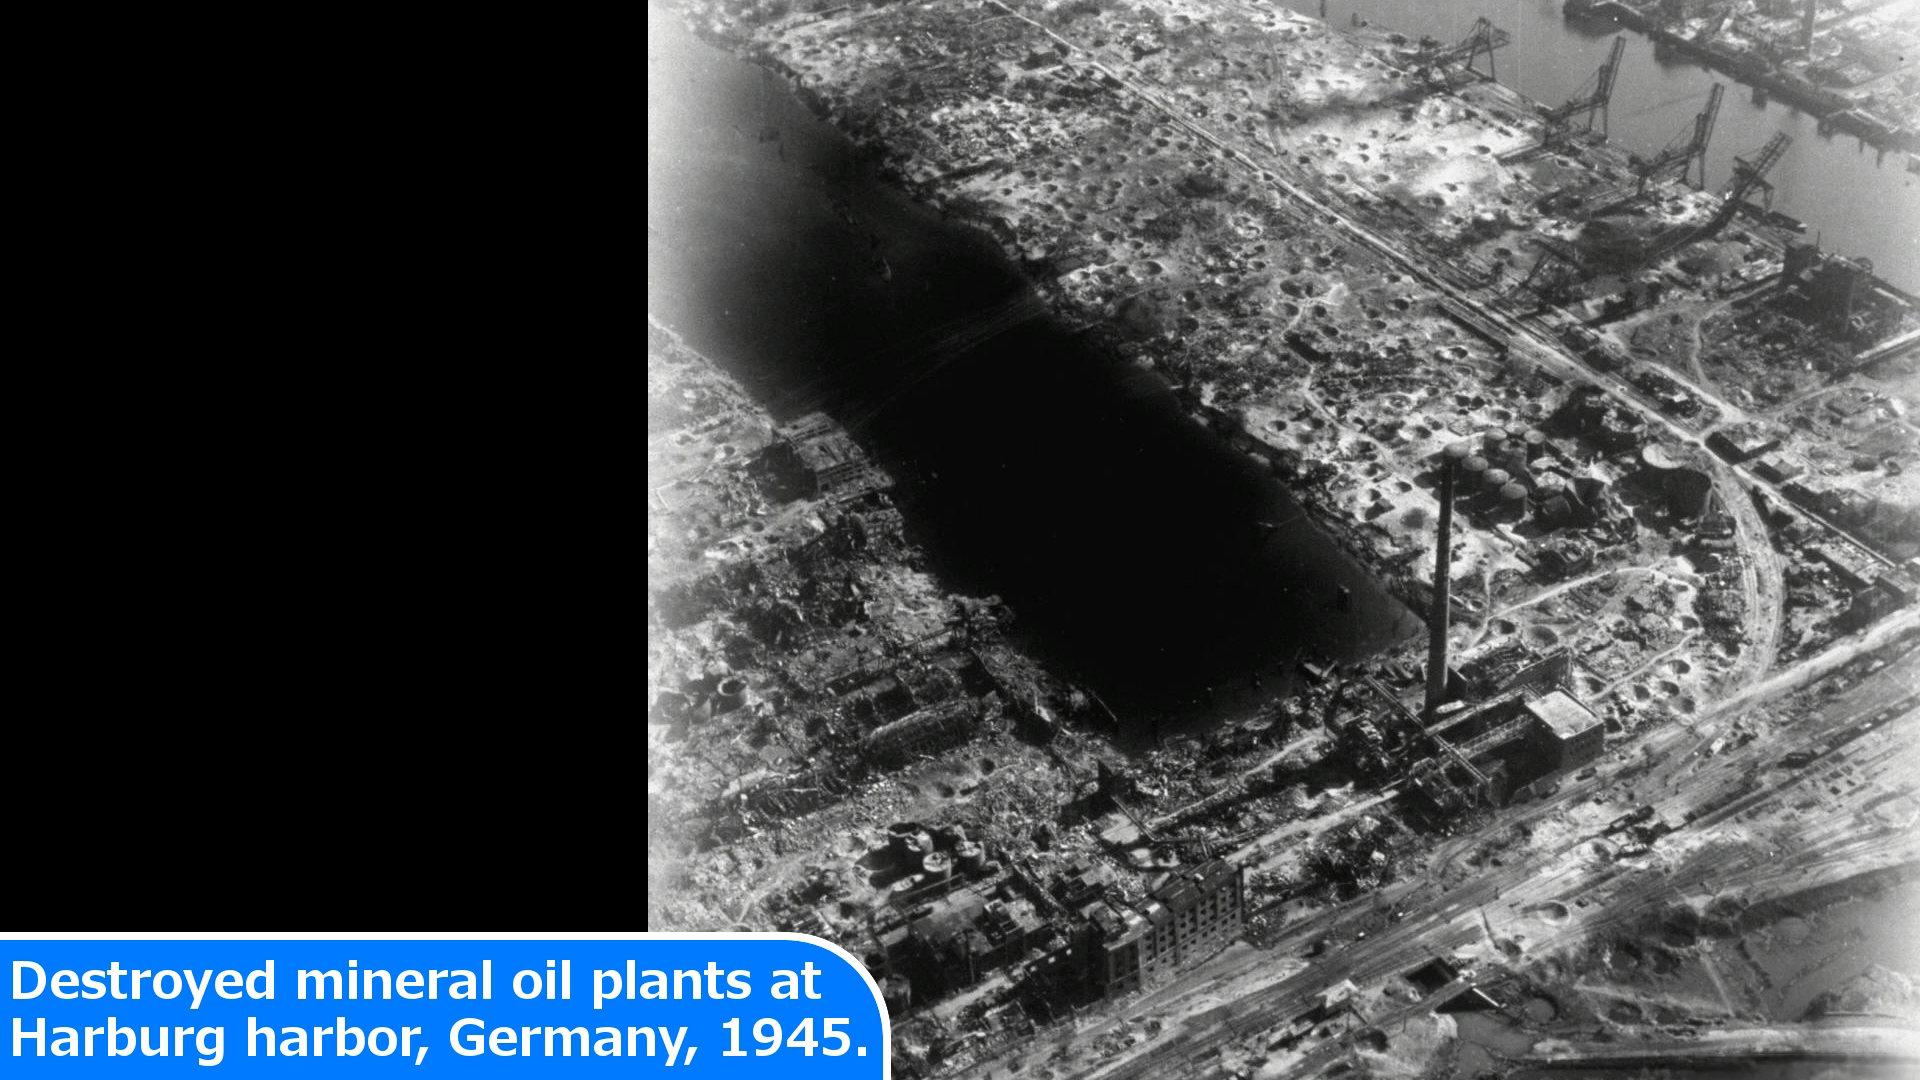 Destroyed mineral oil plants at
Harburg harbor, Germany, 1945.